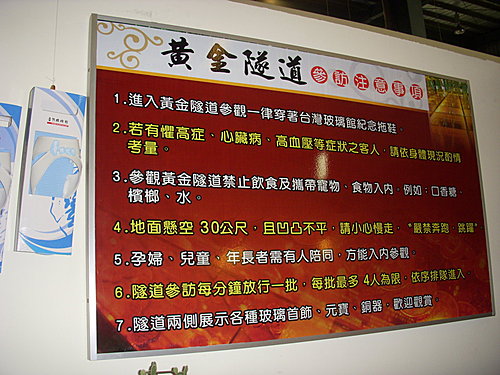 黃金隧道 參訪注意事項
1.進入黃金隧道參觀一律穿著台灣玻璃館紀念拖鞋。
2.若有懼高症、心臟病、高血壓等症狀之客人，請依身體現況酌情
考量。
3.參觀黃金隧道禁止飲食及攜帶寵物、食物入內，例如：口香糖、
檳榔、水。
4.地面懸空 30公尺，且凹凸不平，請小心慢走，"嚴禁奔跑，跳躍"
5.孕婦、兒童、年長者需有人陪同，方能入內參觀。
6.隧道參訪每分鐘放行一批，每批最多 4人為限，依序排隊進入。
7.隧道兩側展示各種玻璃首飾、元寶、銅器，歡迎觀賞。